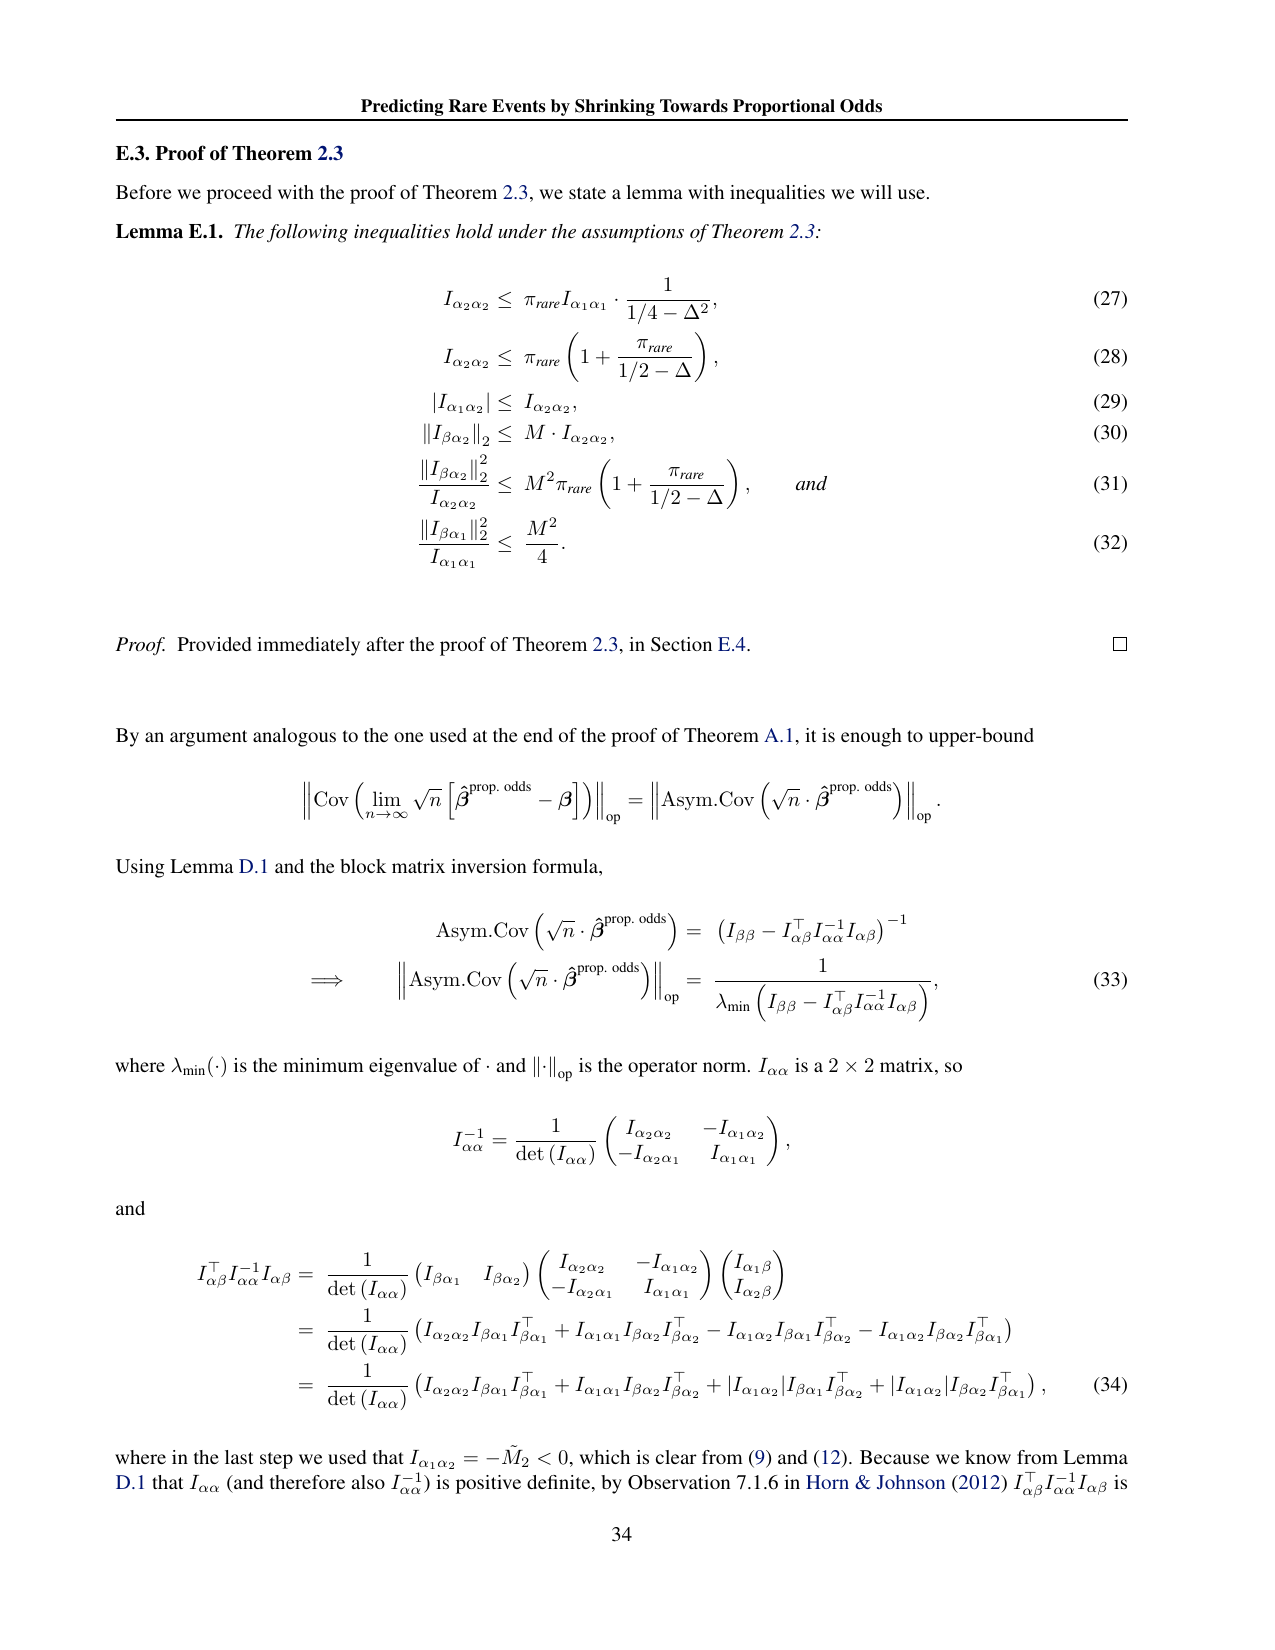 Predicting Rare Events by Shrinking Towards Proportional Odds
E.3. Proof of Theorem 2.3
Before we proceed with the proof of Theorem 2.3, we state a lemma with inequalities we will use.
Lemma E.1. The following inequalities hold under the assumptions of Theorem 2.3:
$I_{\alpha_2\alpha_2} \leq \pi_{rare} I_{\alpha_1\alpha_1} \cdot \frac{1}{1/4 - \Delta^2},$ (27)
$I_{\alpha_2\alpha_2} \leq \pi_{rare} \left(1 + \frac{\pi_{rare}}{1/2 - \Delta}\right),$ (28)
$|I_{\alpha_1\alpha_2}| \leq I_{\alpha_2\alpha_2},$ (29)
$\|I_{\beta\alpha_2}\|_2 \leq M \cdot I_{\alpha_2\alpha_2},$ (30)
$\frac{\|I_{\beta\alpha_2}\|_2^2}{I_{\alpha_2\alpha_2}} \leq M^2 \pi_{rare} \left(1 + \frac{\pi_{rare}}{1/2 - \Delta}\right),$ and (31)
$\frac{\|I_{\beta\alpha_1}\|_2^2}{I_{\alpha_1\alpha_1}} \leq \frac{M^2}{4}.$ (32)
Proof. Provided immediately after the proof of Theorem 2.3, in Section E.4. □
By an argument analogous to the one used at the end of the proof of Theorem A.1, it is enough to upper-bound
$\left\|\text{Cov}\left(\lim_{n\to\infty} \sqrt{n}\left[\hat{\boldsymbol{\beta}}^{\text{prop. odds}} - \boldsymbol{\beta}\right]\right)\right\|_{\text{op}} = \left\|\text{Asym.Cov}\left(\sqrt{n} \cdot \hat{\boldsymbol{\beta}}^{\text{prop. odds}}\right)\right\|_{\text{op}}.$
Using Lemma D.1 and the block matrix inversion formula,
$\text{Asym.Cov}\left(\sqrt{n} \cdot \hat{\boldsymbol{\beta}}^{\text{prop. odds}}\right) = \left(I_{\beta\beta} - I_{\alpha\beta}^\top I_{\alpha\alpha}^{-1} I_{\alpha\beta}\right)^{-1}$
$\Longrightarrow \left\|\text{Asym.Cov}\left(\sqrt{n} \cdot \hat{\boldsymbol{\beta}}^{\text{prop. odds}}\right)\right\|_{\text{op}} = \frac{1}{\lambda_{\min}\left(I_{\beta\beta} - I_{\alpha\beta}^\top I_{\alpha\alpha}^{-1} I_{\alpha\beta}\right)},$ (33)
where $\lambda_{\min}(\cdot)$ is the minimum eigenvalue of $\cdot$ and $\|\cdot\|_{\text{op}}$ is the operator norm. $I_{\alpha\alpha}$ is a $2 \times 2$ matrix, so
$I_{\alpha\alpha}^{-1} = \frac{1}{\det(I_{\alpha\alpha})} \begin{pmatrix} I_{\alpha_2\alpha_2} & -I_{\alpha_1\alpha_2} \\ -I_{\alpha_2\alpha_1} & I_{\alpha_1\alpha_1} \end{pmatrix},$
and
$I_{\alpha\beta}^\top I_{\alpha\alpha}^{-1} I_{\alpha\beta} = \frac{1}{\det(I_{\alpha\alpha})} \begin{pmatrix} I_{\beta\alpha_1} & I_{\beta\alpha_2} \end{pmatrix} \begin{pmatrix} I_{\alpha_2\alpha_2} & -I_{\alpha_1\alpha_2} \\ -I_{\alpha_2\alpha_1} & I_{\alpha_1\alpha_1} \end{pmatrix} \begin{pmatrix} I_{\alpha_1\beta} \\ I_{\alpha_2\beta} \end{pmatrix}$
$= \frac{1}{\det(I_{\alpha\alpha})} \left(I_{\alpha_2\alpha_2} I_{\beta\alpha_1} I_{\beta\alpha_1}^\top + I_{\alpha_1\alpha_1} I_{\beta\alpha_2} I_{\beta\alpha_2}^\top - I_{\alpha_1\alpha_2} I_{\beta\alpha_1} I_{\beta\alpha_2}^\top - I_{\alpha_1\alpha_2} I_{\beta\alpha_2} I_{\beta\alpha_1}^\top\right)$
$= \frac{1}{\det(I_{\alpha\alpha})} \left(I_{\alpha_2\alpha_2} I_{\beta\alpha_1} I_{\beta\alpha_1}^\top + I_{\alpha_1\alpha_1} I_{\beta\alpha_2} I_{\beta\alpha_2}^\top + |I_{\alpha_1\alpha_2}| I_{\beta\alpha_1} I_{\beta\alpha_2}^\top + |I_{\alpha_1\alpha_2}| I_{\beta\alpha_2} I_{\beta\alpha_1}^\top\right),$ (34)
where in the last step we used that $I_{\alpha_1\alpha_2} = -\tilde{M}_2 < 0$, which is clear from (9) and (12). Because we know from Lemma
D.1 that $I_{\alpha\alpha}$ (and therefore also $I_{\alpha\alpha}^{-1}$) is positive definite, by Observation 7.1.6 in Horn & Johnson (2012) $I_{\alpha\beta}^\top I_{\alpha\alpha}^{-1} I_{\alpha\beta}$ is
34